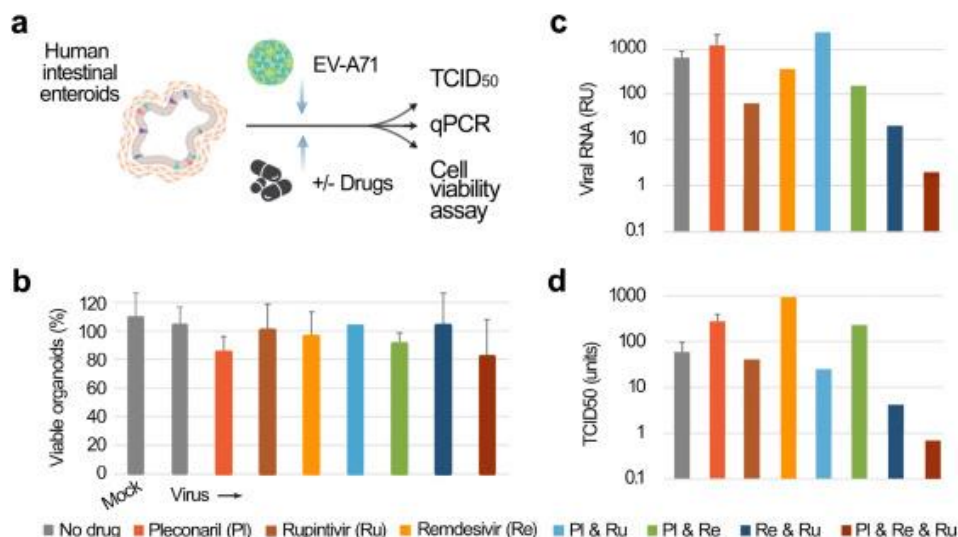 a
Human
intestinal
enteroids
EV-A71
+/- Drugs
TCID50
qPCR
Cell
viability
assay
c
Viral RNA (RU)
1000
100
10
1
0.1
b
Viable organoids (%)
120
100
80
60
40
20
0
Mock
Virus →
d
TCID50 (units)
1000
100
10
1
0.1
No drug Pleconaril (Pl) Rupintivir (Ru) Remdesivir (Re) Pl & Ru Pl & Re Re & Ru Pl & Re & Ru